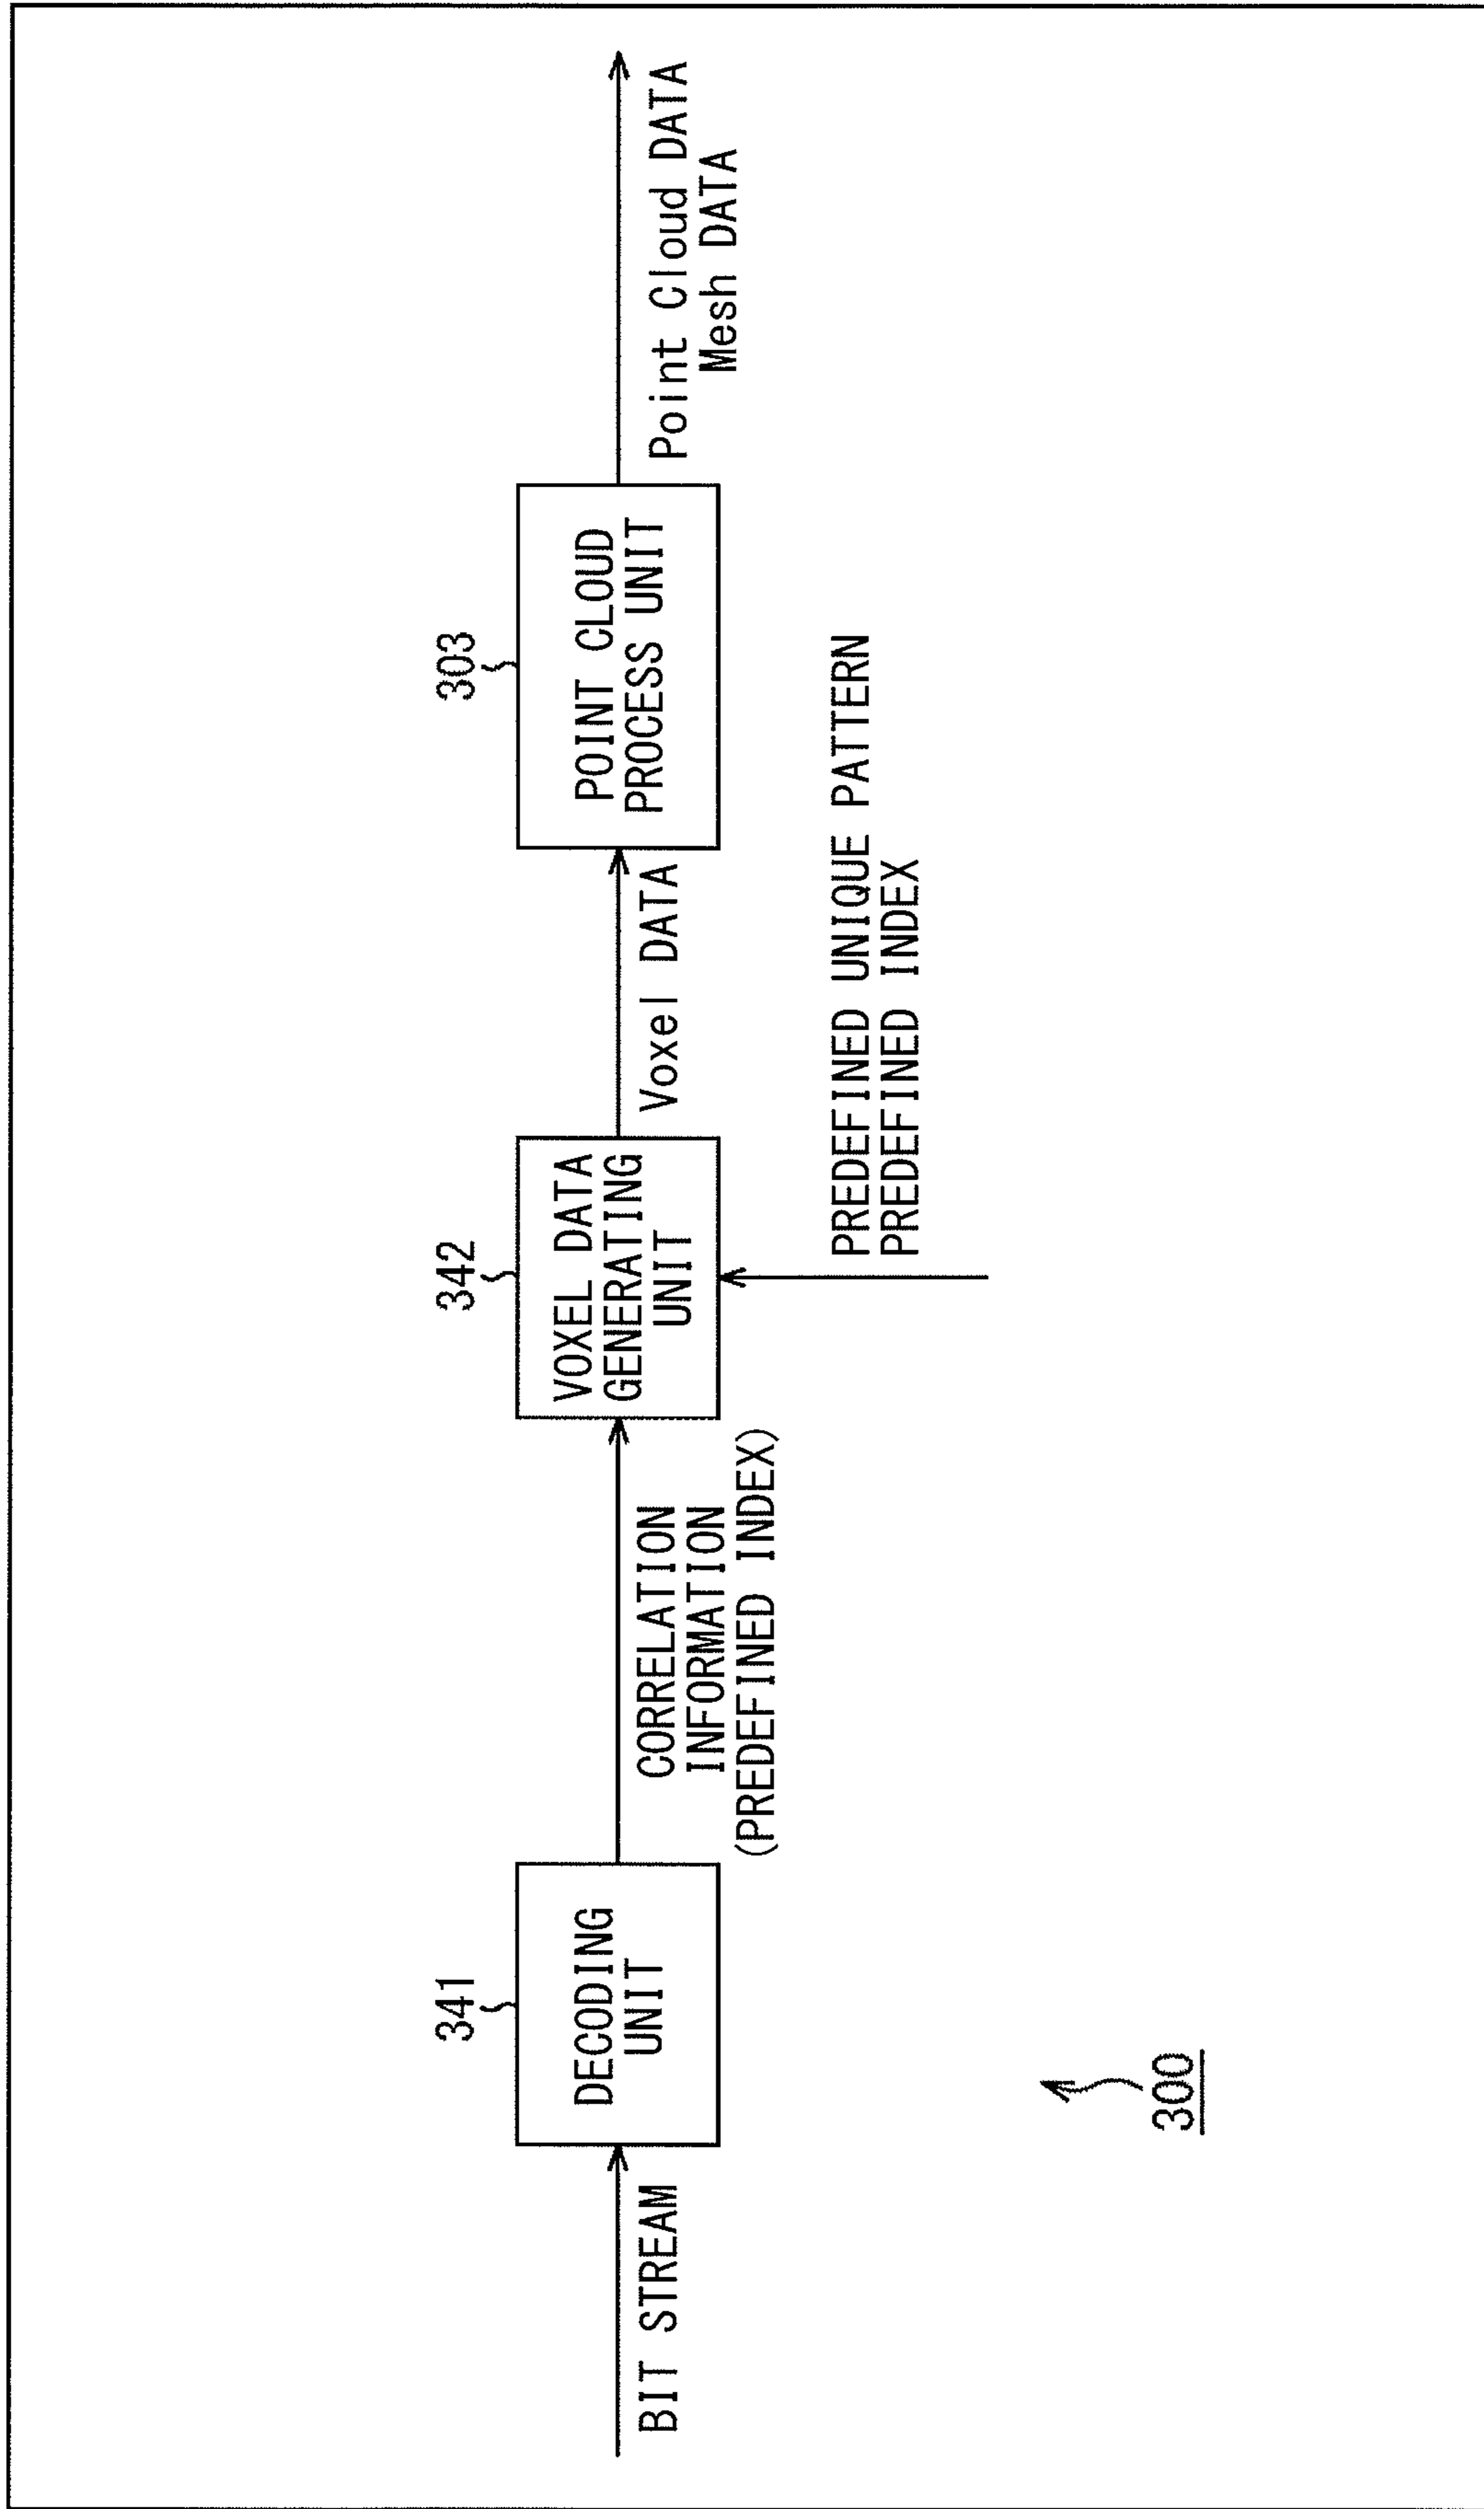 BIT STREAM
341
DECODING
UNIT
CORRELATION
INFORMATION
(PREDEFINED INDEX)
342
VOXEL DATA
GENERATING
UNIT
PREDEFINED UNIQUE PATTERN
PREDEFINED INDEX
Voxel DATA
303
POINT CLOUD
PROCESS UNIT
Point Cloud DATA
Mesh DATA
300